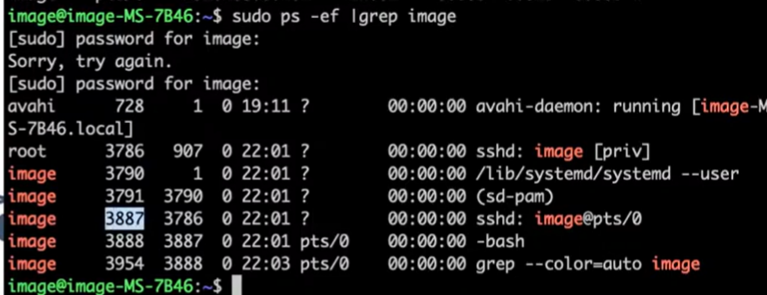 image@image-MS-7B46:~$ sudo ps -ef |grep image
[sudo] password for image:
Sorry, try again.
[sudo] password for image:
avahi 728 1 0 19:11 ? 00:00:00 avahi-daemon: running [image-M
S-7B46.local]
root 3786 907 0 22:01 ? 00:00:00 sshd: image [priv]
image 3790 1 0 22:01 ? 00:00:00 /lib/systemd/systemd --user
image 3791 3790 0 22:01 ? 00:00:00 (sd-pam)
image 3887 3786 0 22:01 ? 00:00:00 sshd: image@pts/0
image 3888 3887 0 22:01 pts/0 00:00:00 -bash
image 3954 3888 0 22:03 pts/0 00:00:00 grep --color=auto image
image@image-MS-7B46:~$